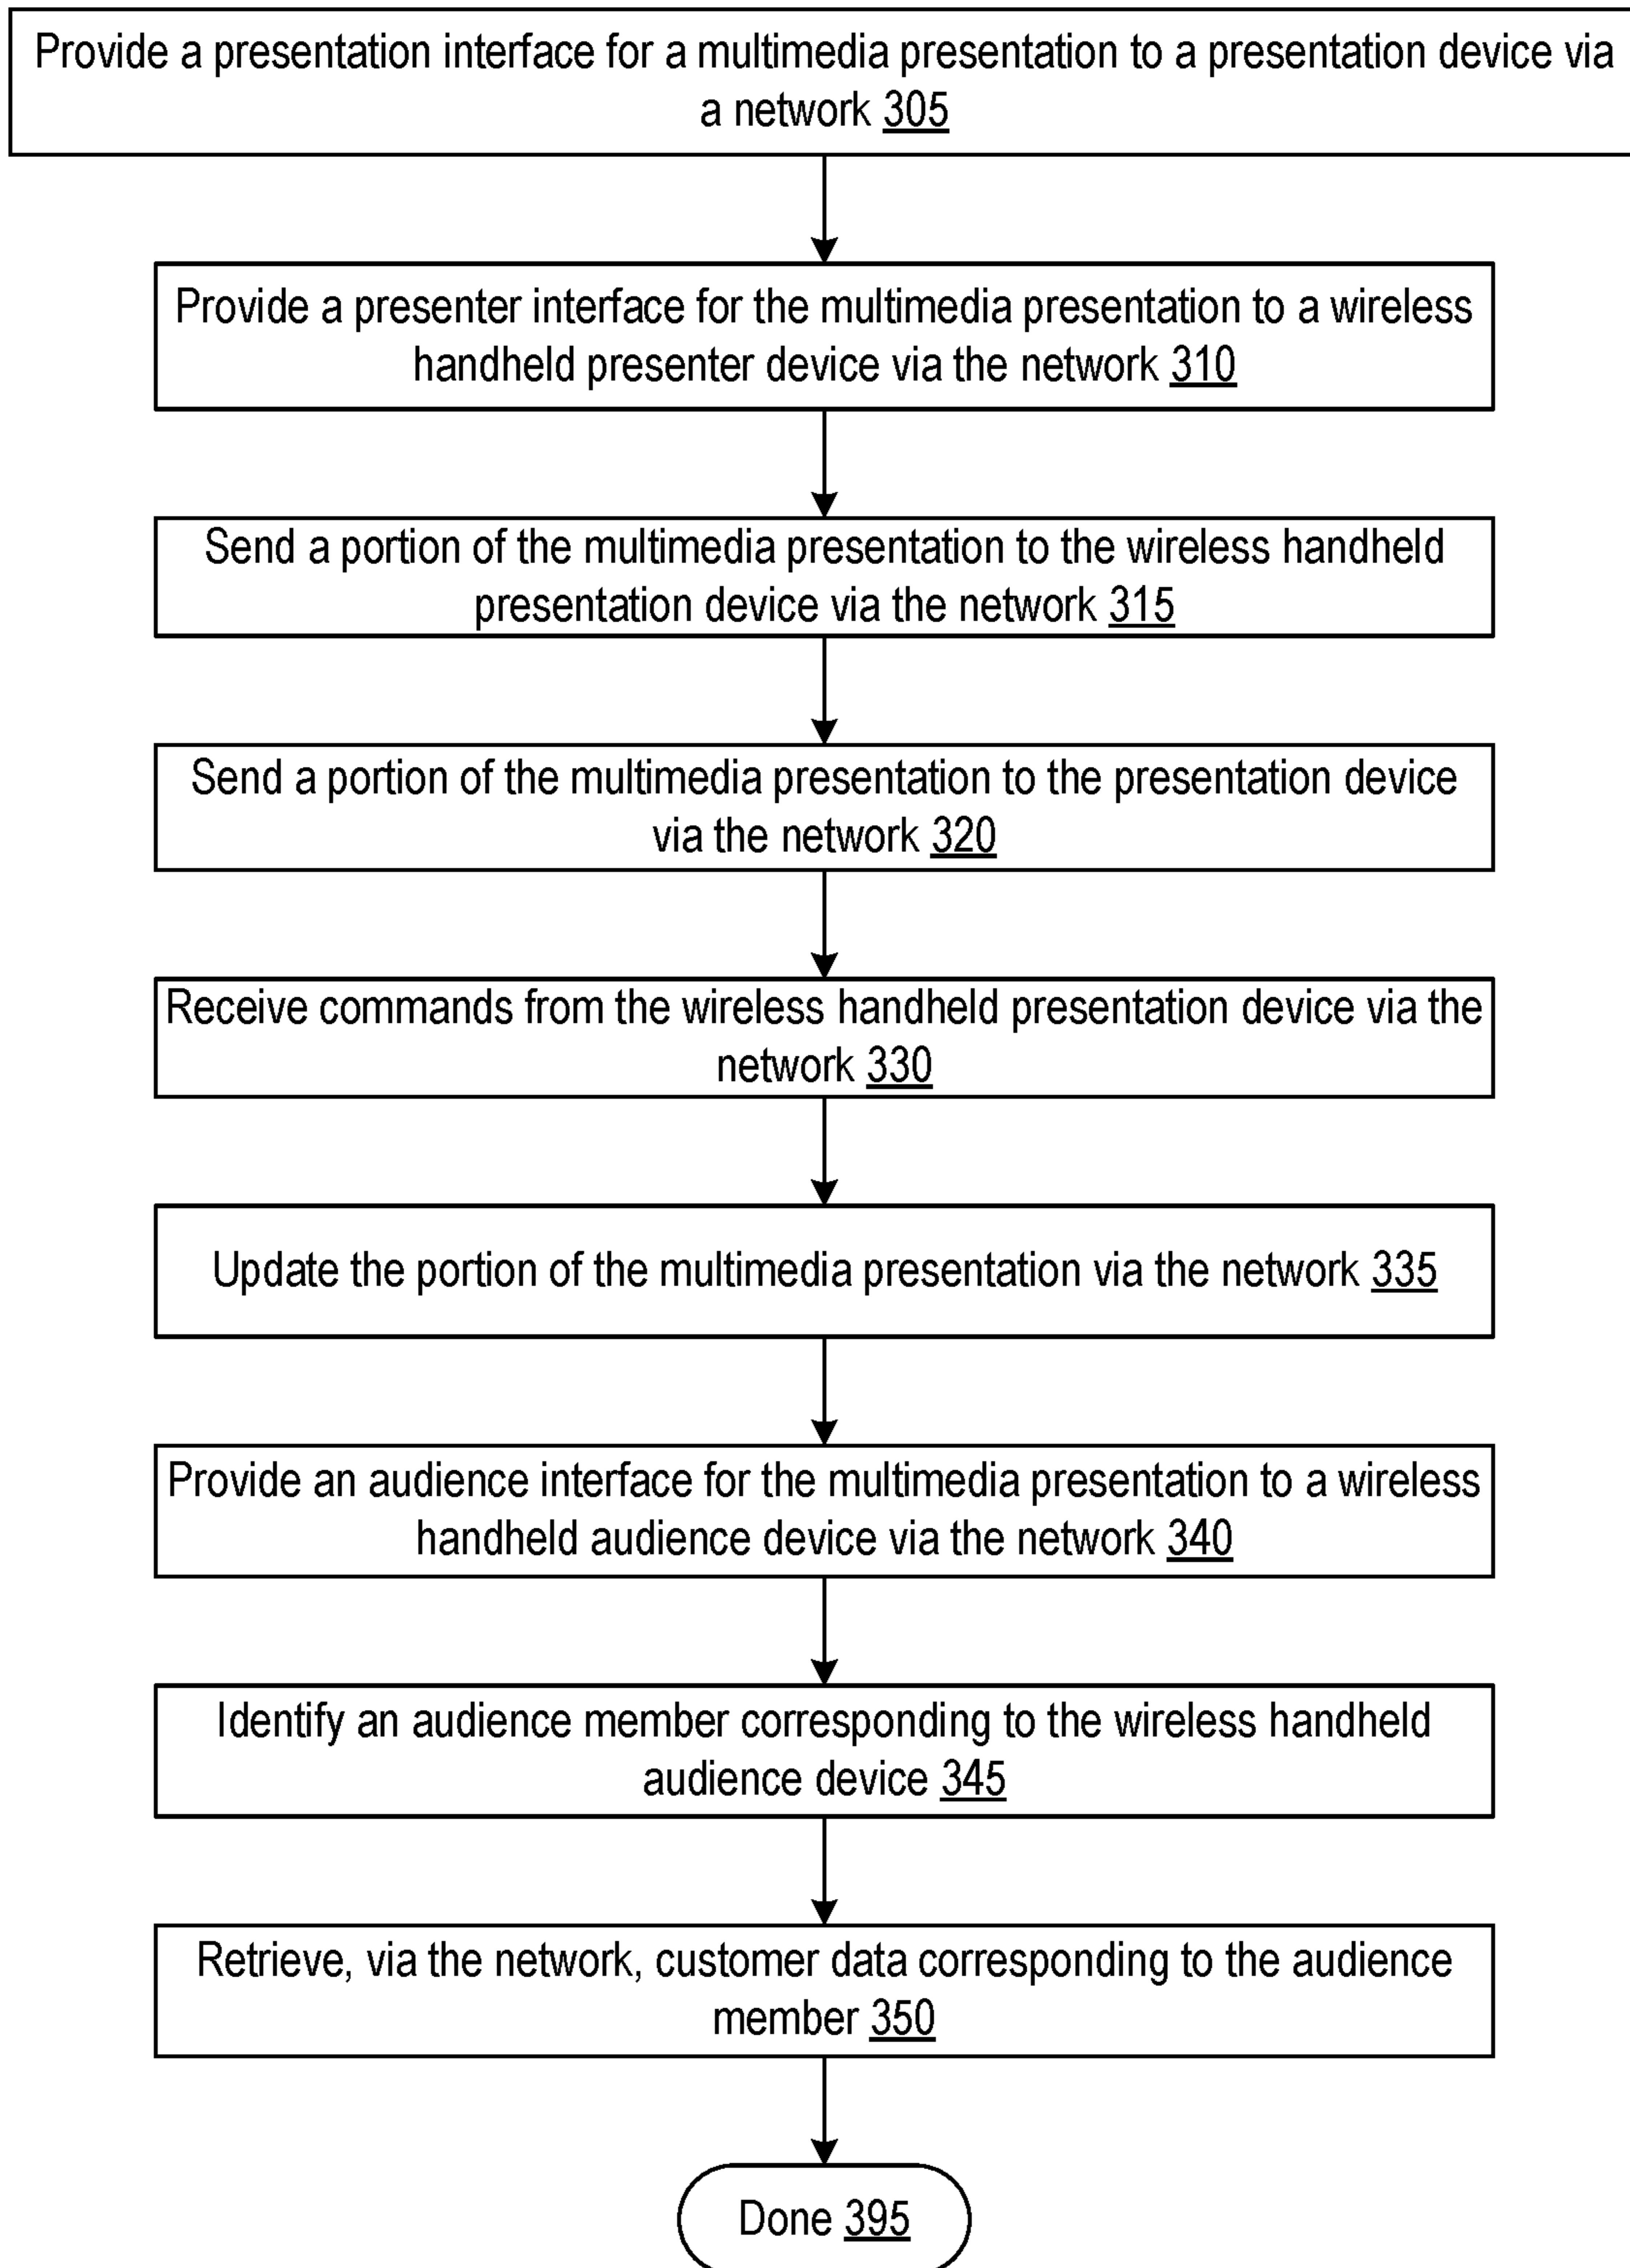 Provide a presentation interface for a multimedia presentation to a presentation device via
a network 305
Provide a presenter interface for the multimedia presentation to a wireless
handheld presenter device via the network 310
Send a portion of the multimedia presentation to the wireless handheld
presentation device via the network 315
Send a portion of the multimedia presentation to the presentation device
via the network 320
Receive commands from the wireless handheld presentation device via the
network 330
Update the portion of the multimedia presentation via the network 335
Provide an audience interface for the multimedia presentation to a wireless
handheld audience device via the network 340
Identify an audience member corresponding to the wireless handheld
audience device 345
Retrieve, via the network, customer data corresponding to the audience
member 350
Done 395